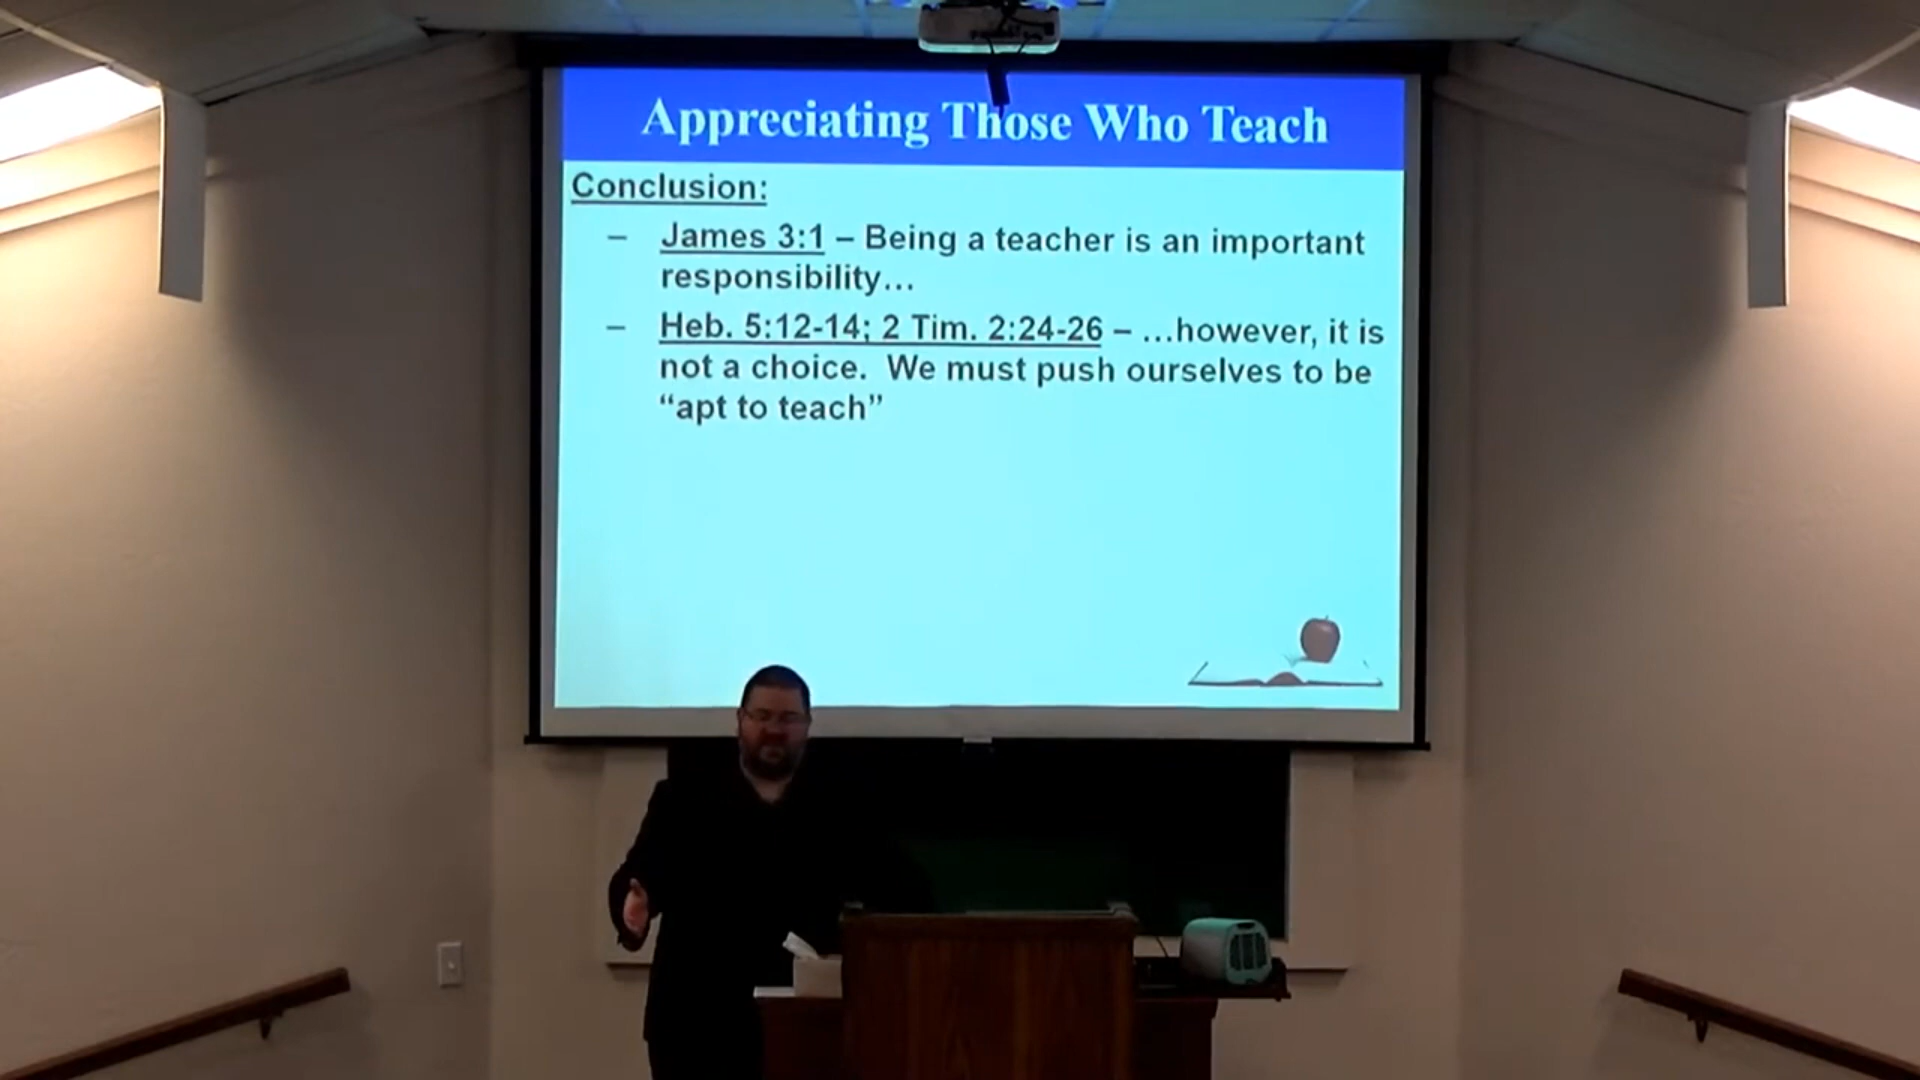 Appreciating Those Who Teach
Conclusion:
– James 3:1 – Being a teacher is an important
responsibility…
– Heb. 5:12-14; 2 Tim. 2:24-26 – …however, it is
not a choice. We must push ourselves to be
“apt to teach”